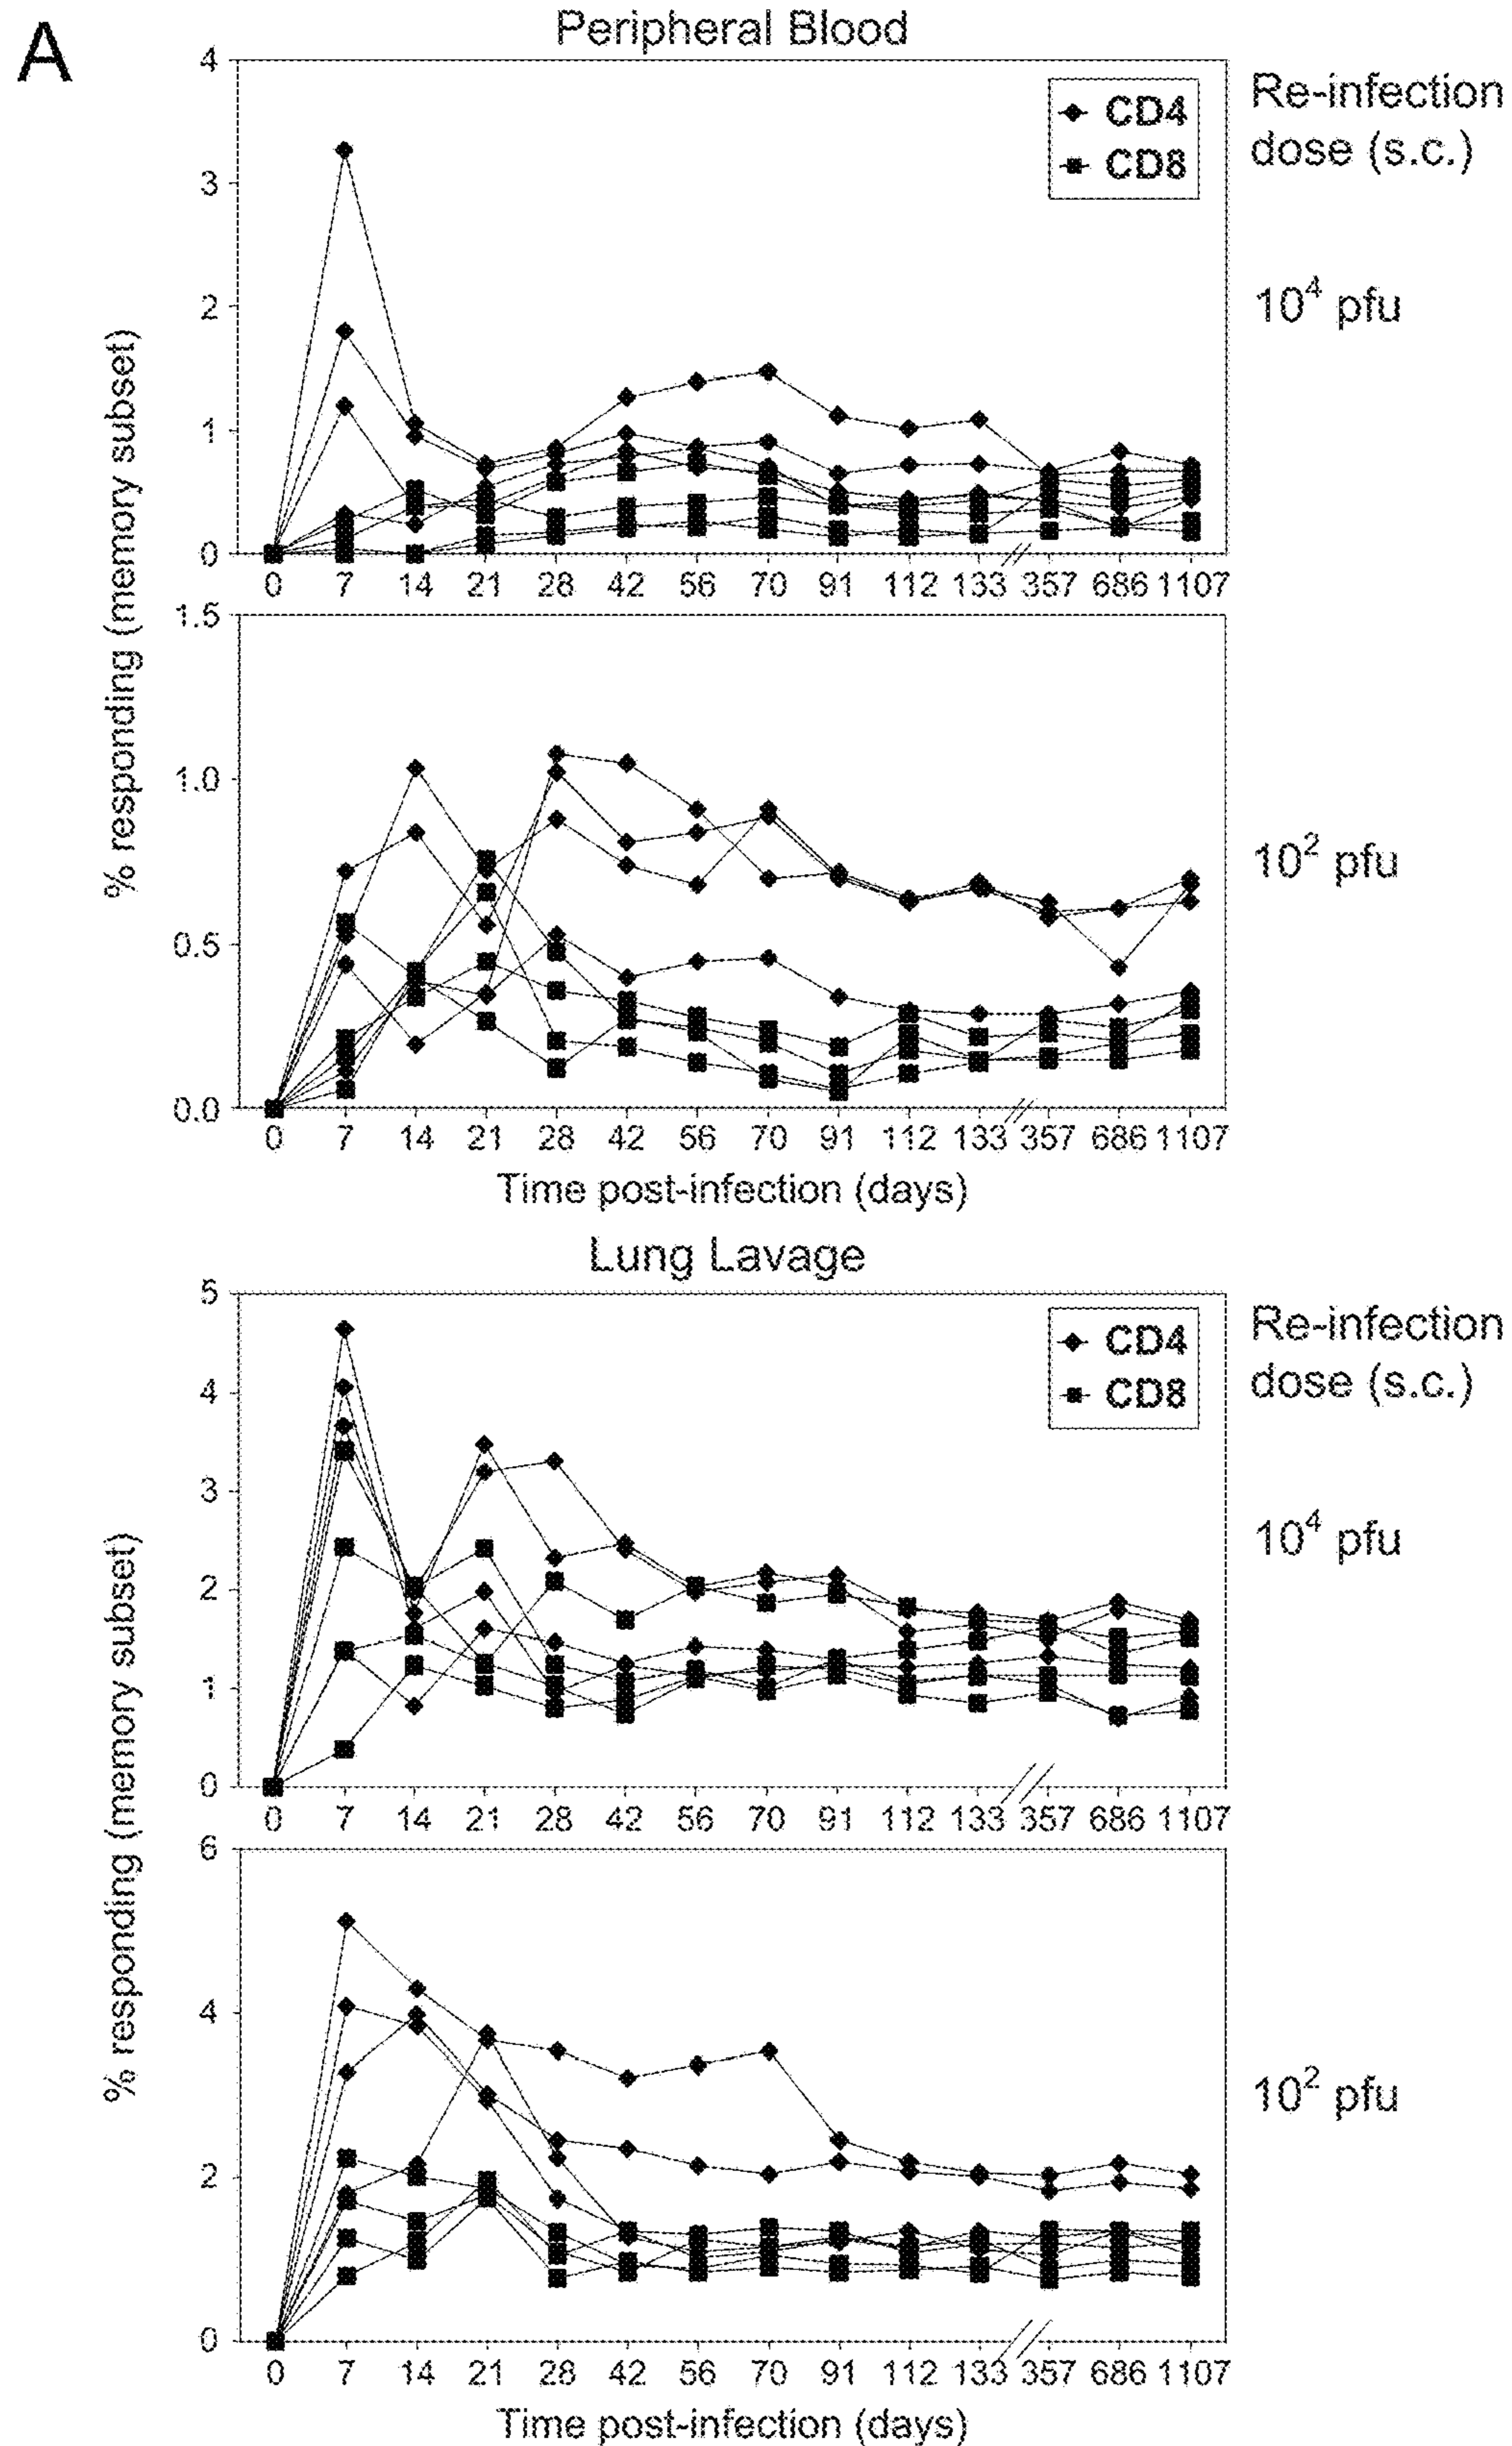 A
Peripheral Blood
4
3
2
1
0
CD4
CD8
Re-infection
dose (s.c.)
10⁴ pfu
0 7 14 21 28 42 56 70 91 112 133 357 686 1107
1.5
1.0
0.5
0.0
10² pfu
0 7 14 21 28 42 56 70 91 112 133 357 686 1107
% responding (memory subset)
Time post-infection (days)
Lung Lavage
5
4
3
2
1
0
CD4
CD8
Re-infection
dose (s.c.)
10⁴ pfu
0 7 14 21 28 42 56 70 91 112 133 357 686 1107
6
4
2
0
10² pfu
0 7 14 21 28 42 56 70 91 112 133 357 686 1107
% responding (memory subset)
Time post-infection (days)